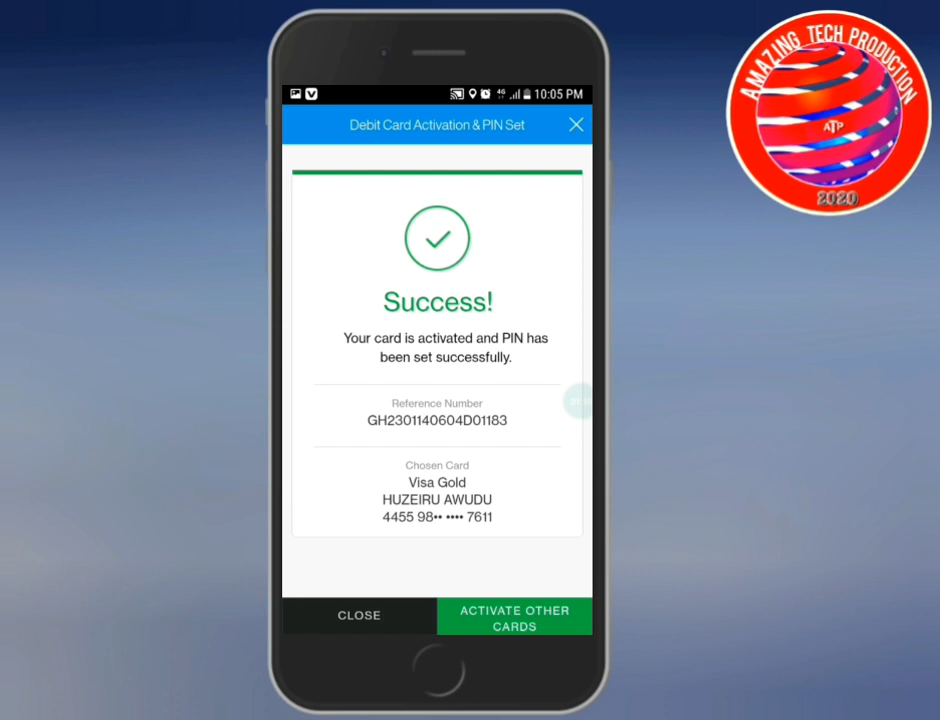 AMAZING TECH PRODUCTION
ATP
2020
4G
10:05 PM
Debit Card Activation & PIN Set
Success!
Your card is activated and PIN has
been set successfully.
Reference Number
GH2301140604D01183
Chosen Card
Visa Gold
HUZEIRU AWUDU
4455 98•• •••• 7611
CLOSE
ACTIVATE OTHER
CARDS